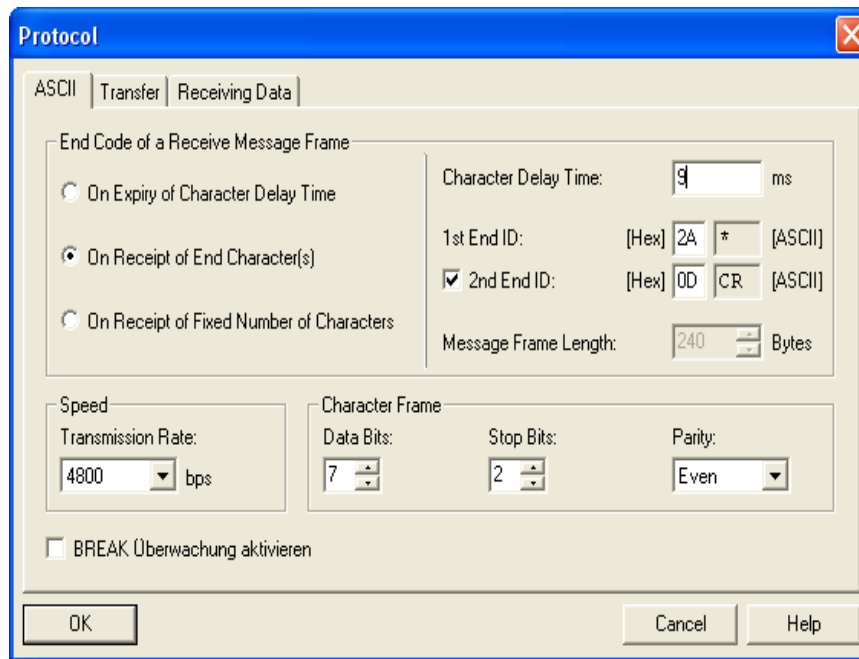 Protocol
ASCII Transfer Receiving Data
End Code of a Receive Message Frame
On Expiry of Character Delay Time
On Receipt of End Character(s)
On Receipt of Fixed Number of Characters
Character Delay Time: 9 ms
1st End ID: [Hex] 2A * [ASCII]
2nd End ID: [Hex] 0D CR [ASCII]
Message Frame Length: 240 Bytes
Speed
Transmission Rate:
4800 bps
Character Frame
Data Bits: Stop Bits: Parity:
7 2 Even
BREAK Überwachung aktivieren
OK Cancel Help